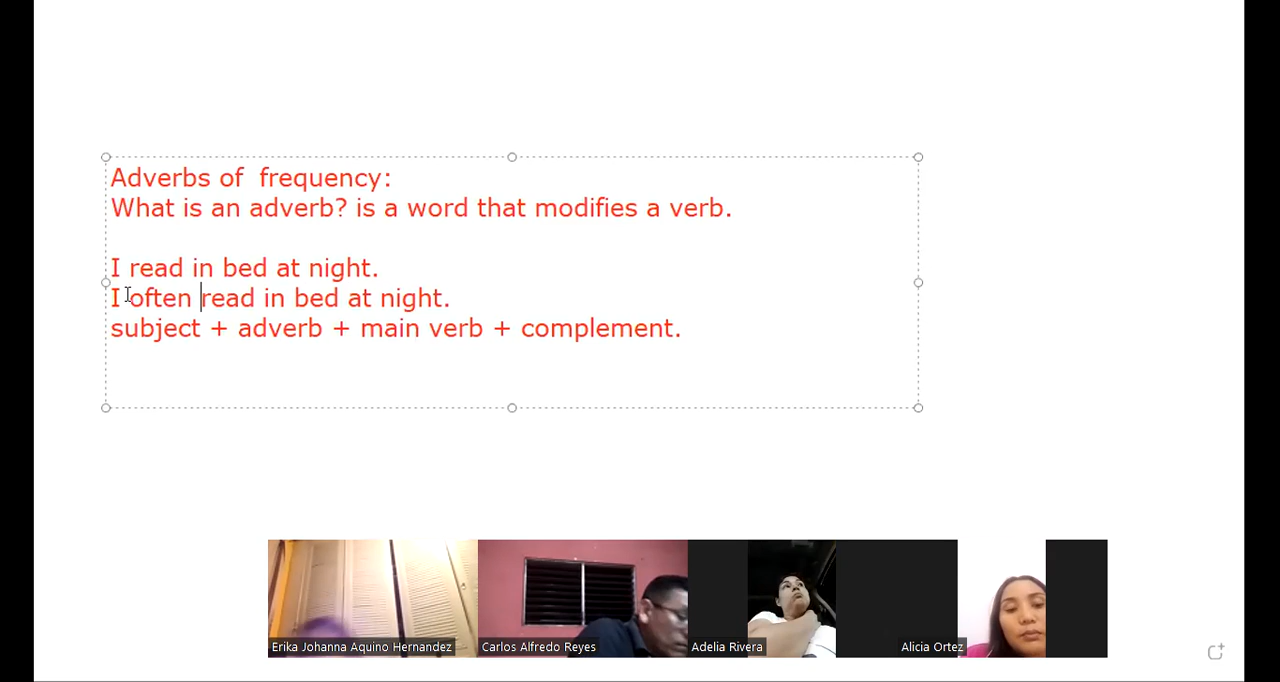 Adverbs of frequency:
What is an adverb? is a word that modifies a verb.
I read in bed at night.
I often read in bed at night.
subject + adverb + main verb + complement.
Erika Johanna Aquino Hernandez
Carlos Alfredo Reyes
Adelia Rivera
Alicia Ortez